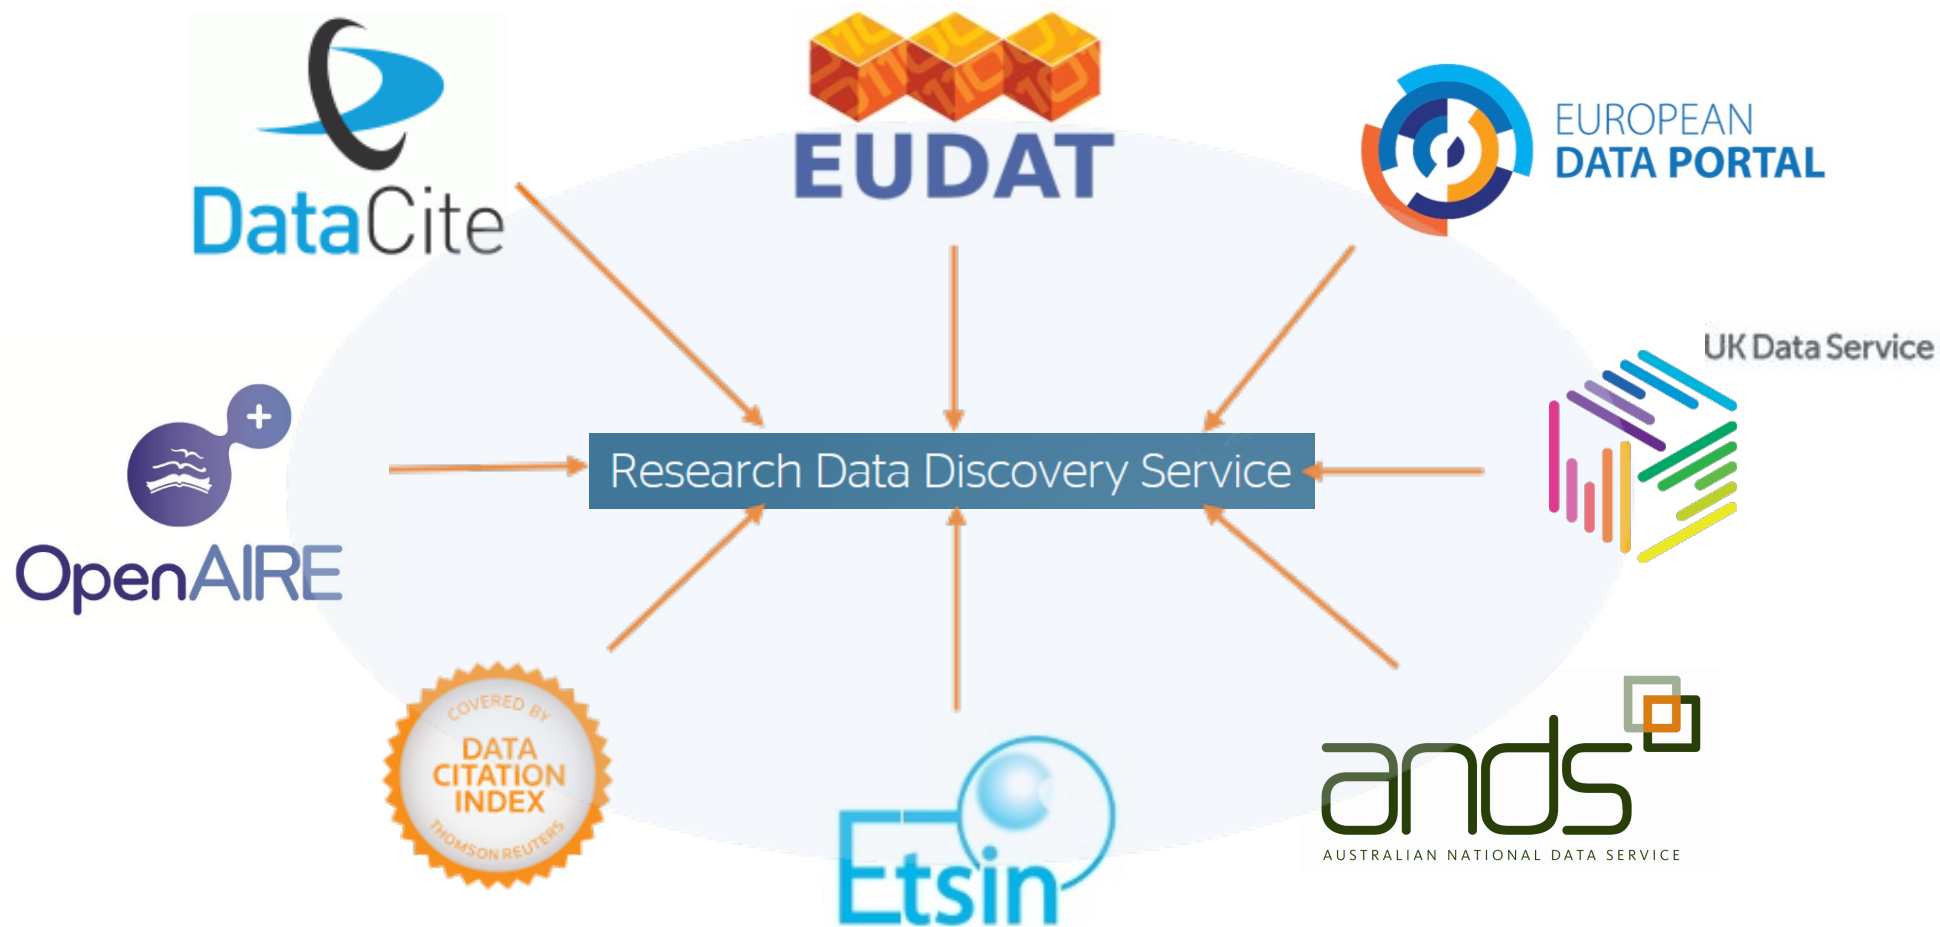 EUDAT
DataCite
EUROPEAN
DATA PORTAL
UK Data Service
OpenAIRE
Research Data Discovery Service
COVERED BY
DATA
CITATION
INDEX
THOMSON REUTERS
Etsin
ands
AUSTRALIAN NATIONAL DATA SERVICE